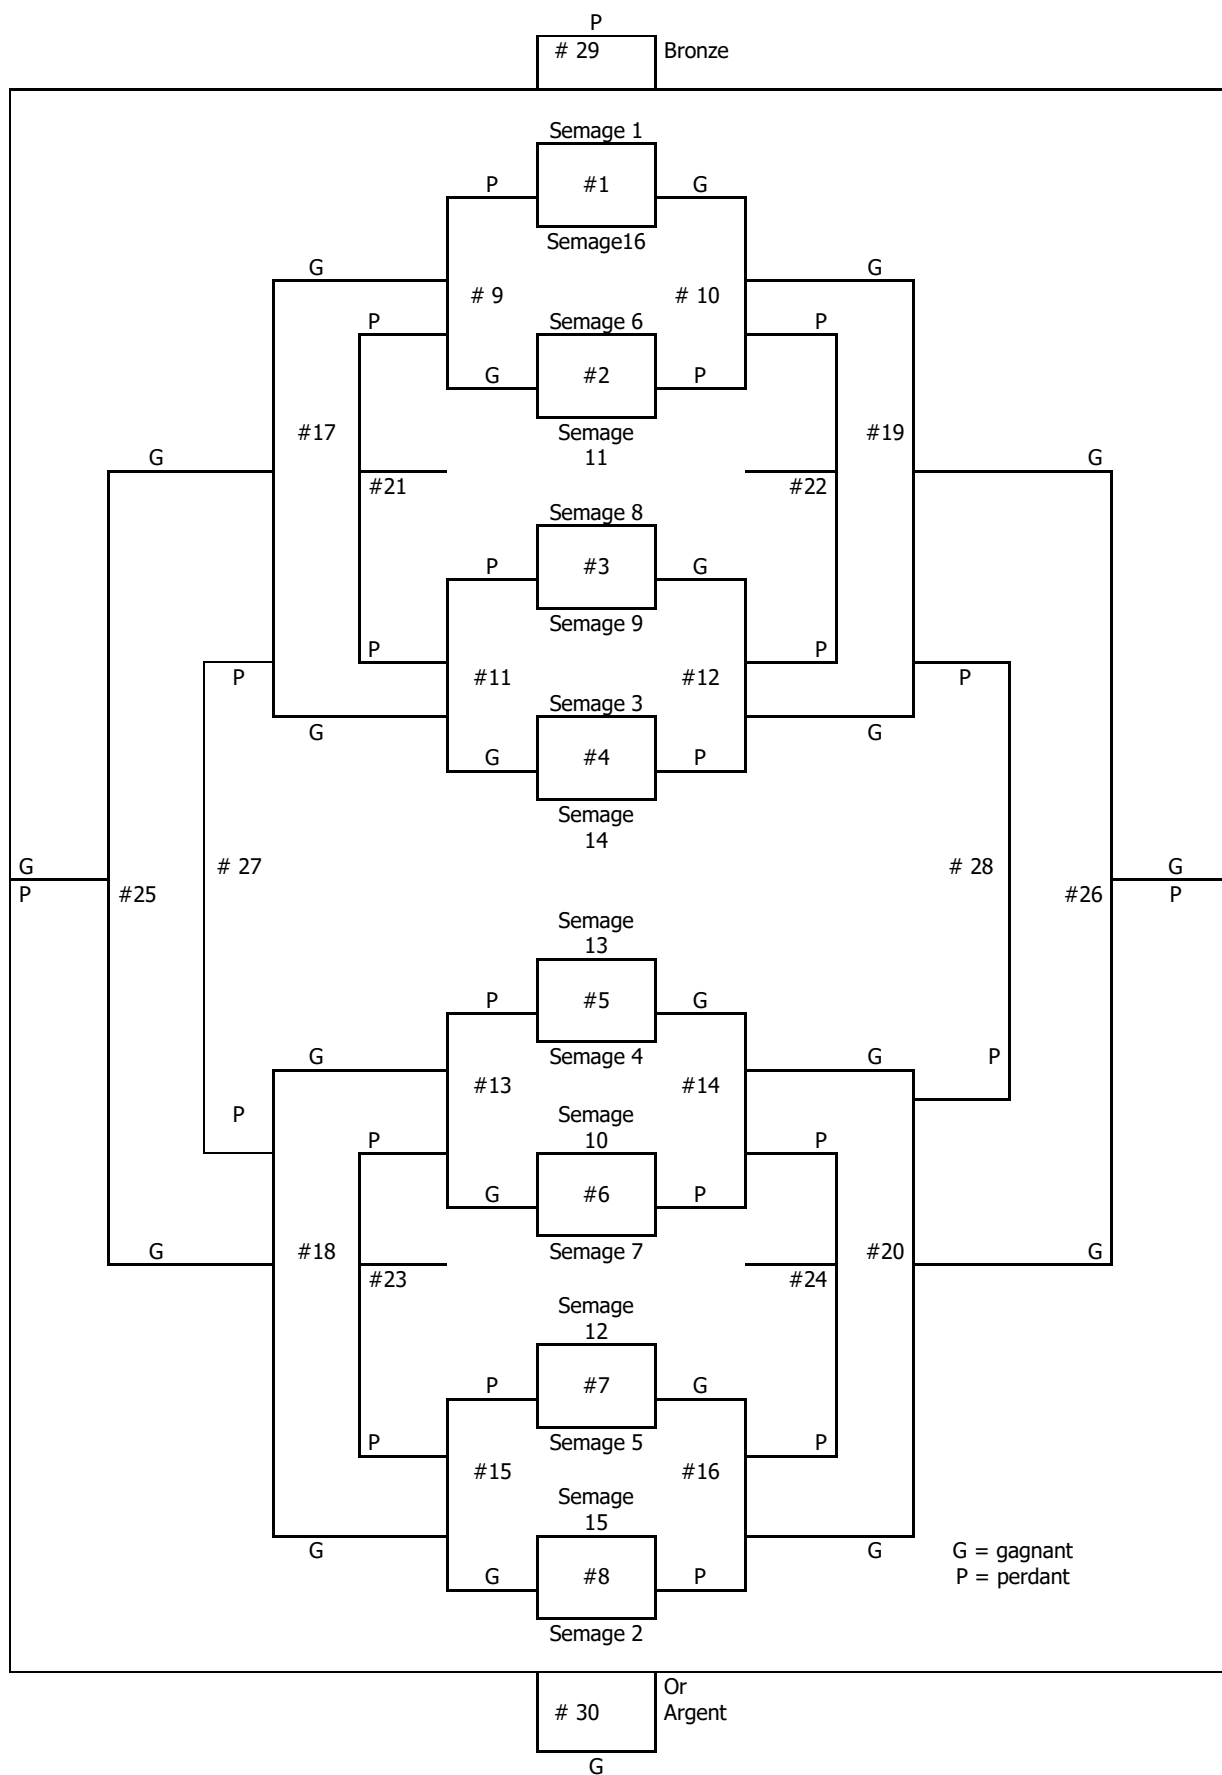 P
# 29 Bronze
Semage 1
P #1 G
Semage16
G G
# 9 # 10
P Semage 6 P
G #2 P
#17 Semage #19
11
G G
#21 #22
Semage 8
P #3 G
Semage 9
P P
P #11 #12 P
Semage 3
G G
G #4 P
Semage
14
G # 27 # 28 G
P #25 #26 P
Semage
13
P #5 G
G Semage 4 G P
#13 #14
P Semage
P 10 P
G #6 P
G #18 Semage 7 #20 G
#23 #24
Semage
12
P #7 G
P Semage 5 P
#15 #16
Semage
15
G G G = gagnant
G #8 P P = perdant
Semage 2
Or
# 30 Argent
G